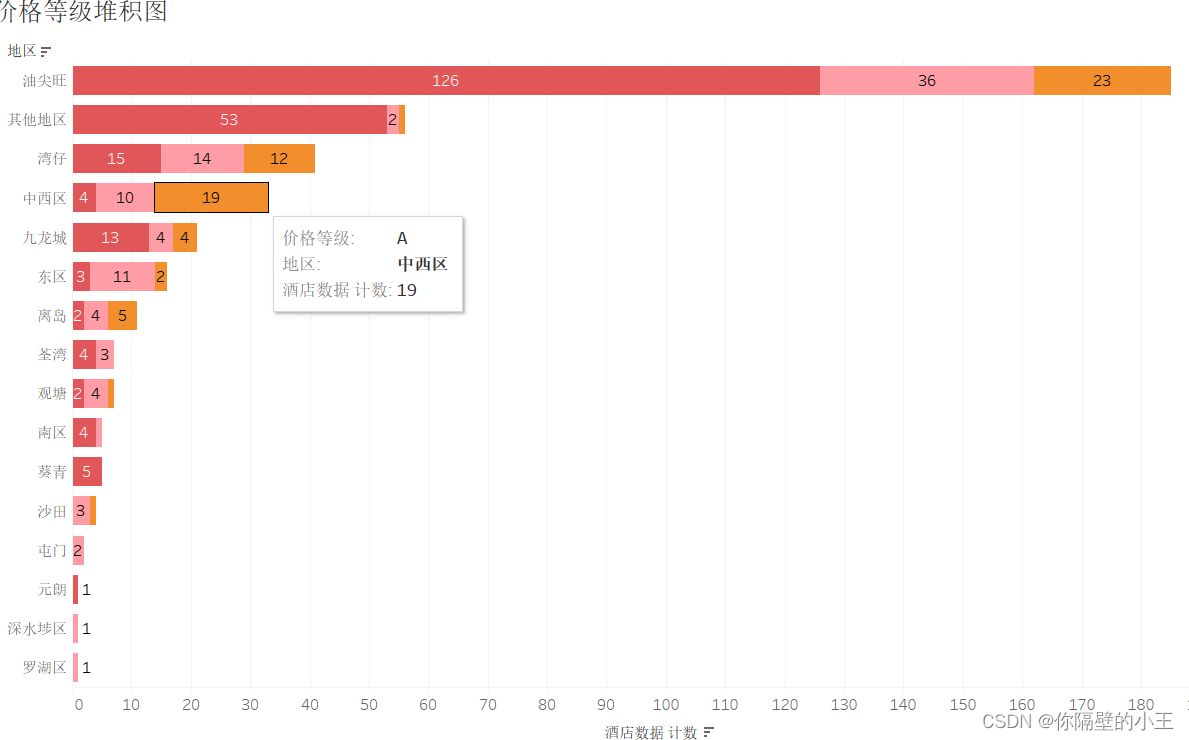 价格等级堆积图
地区
油尖旺 126 36 23
其他地区 53 2
湾仔 15 14 12
中西区 4 10 19
九龙城 13 4 4
价格等级: A
地区: 中西区
酒店数据 计数: 19
东区 3 11 2
离岛 2 4 5
荃湾 4 3
观塘 2 4
南区 4
葵青 5
沙田 3
屯门 2
元朗 1
深水埗区 1
罗湖区 1
0 10 20 30 40 50 60 70 80 90 100 110 120 130 140 150 160 170 180
酒店数据 计数
CSDN @你隔壁的小王